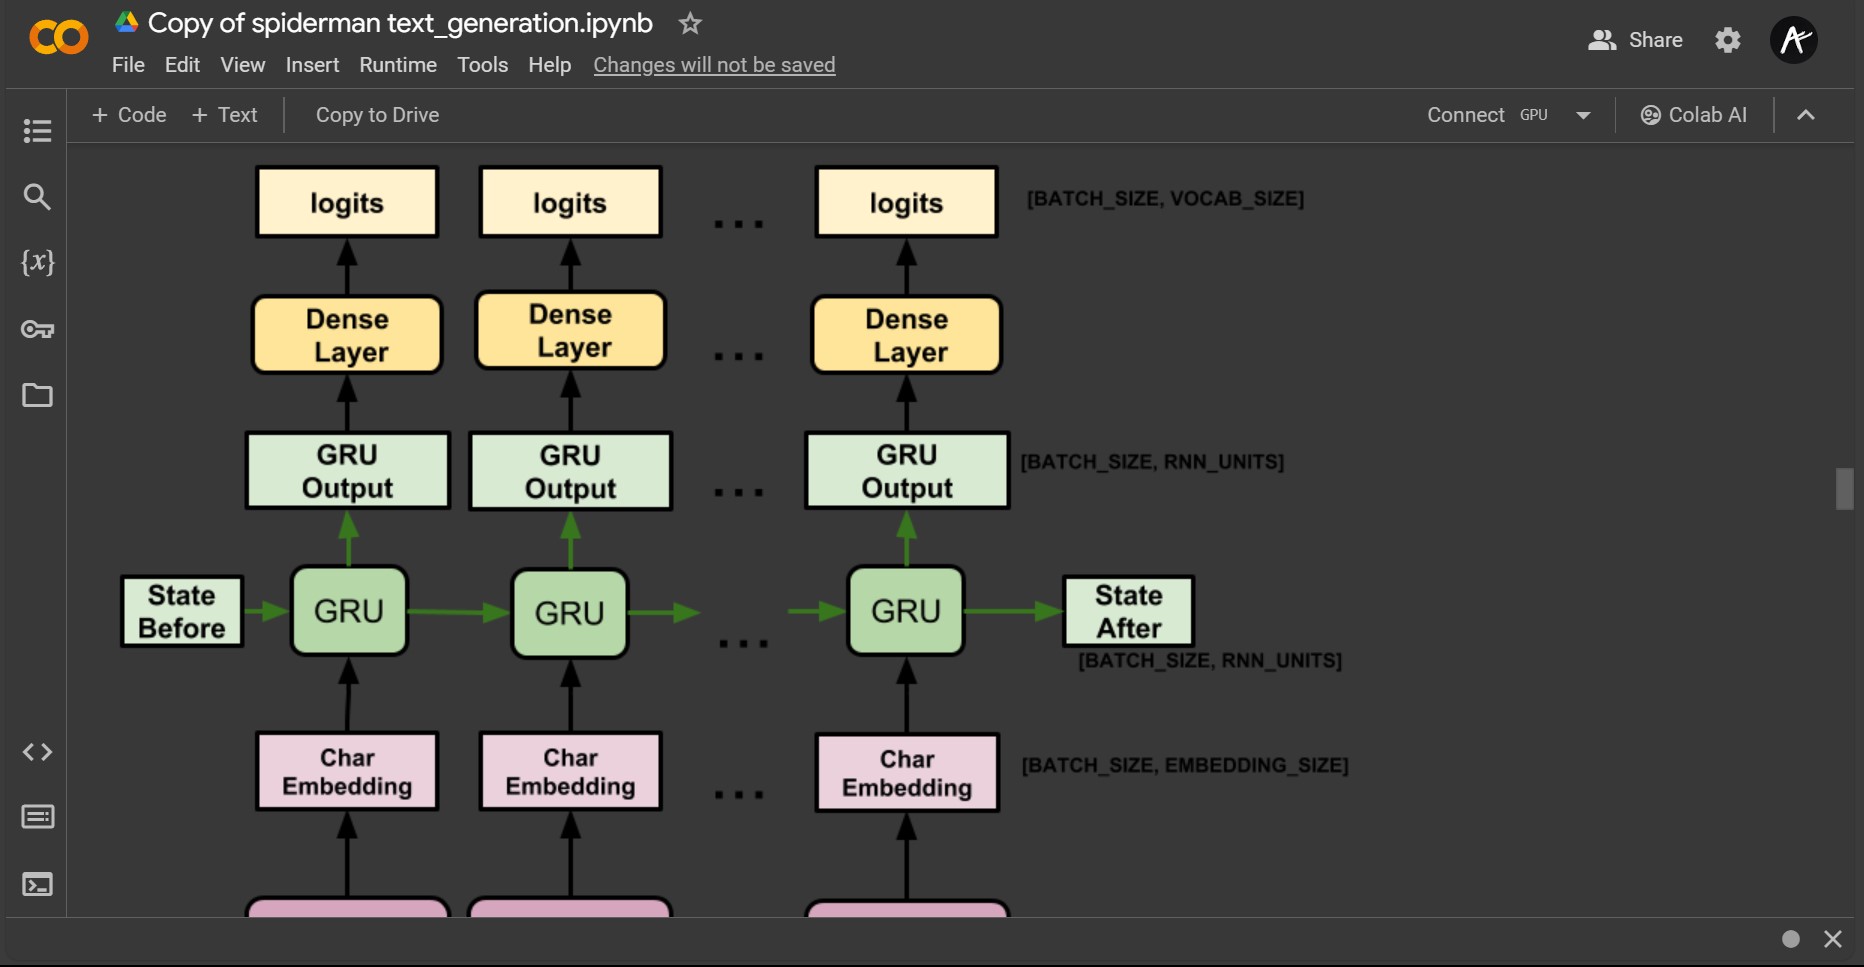 Copy of spiderman text_generation.ipynb
Share
File Edit View Insert Runtime Tools Help Changes will not be saved
+ Code + Text Copy to Drive
Connect GPU Colab AI
{x}
logits logits ... logits [BATCH_SIZE, VOCAB_SIZE]
Dense Dense Dense
Layer Layer ... Layer
GRU GRU GRU [BATCH_SIZE, RNN_UNITS]
Output Output ... Output
State State
GRU GRU ... GRU
Before After
[BATCH_SIZE, RNN_UNITS]
Char Char Char [BATCH_SIZE, EMBEDDING_SIZE]
Embedding Embedding ... Embedding